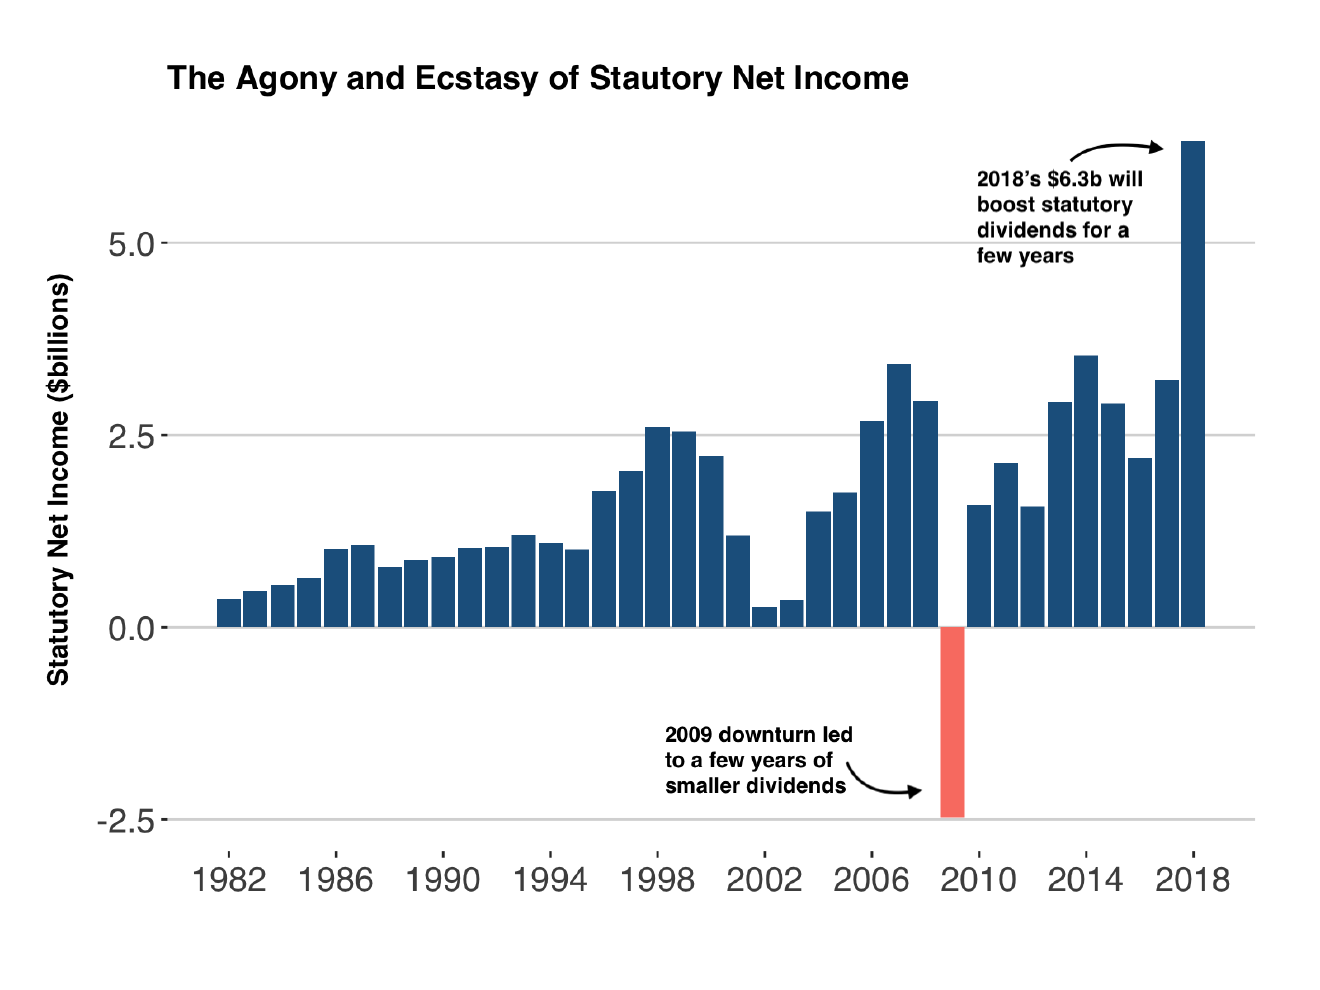 The Agony and Ecstasy of Stautory Net Income
2018’s $6.3b will
boost statutory
dividends for a
few years
5.0
2.5
0.0
-2.5
Statutory Net Income ($billions)
2009 downturn led
to a few years of
smaller dividends
1982 1986 1990 1994 1998 2002 2006 2010 2014 2018